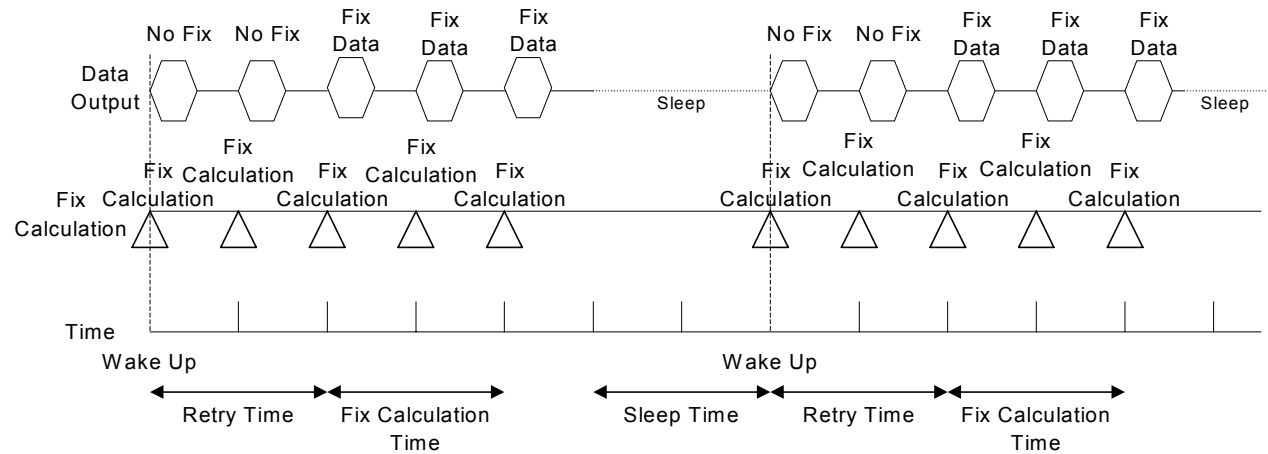 No Fix
No Fix
Fix
Data
Fix
Data
Fix
Data
No Fix
No Fix
Fix
Data
Fix
Data
Fix
Data
Data
Output
Sleep
Sleep
Fix
Calculation
Fix
Calculation
Fix
Calculation
Fix
Calculation
Fix
Calculation
Fix
Calculation
Fix
Calculation
Fix
Calculation
Fix
Calculation
Fix
Calculation
Fix
Calculation
Time
Wake Up
Wake Up
Retry Time
Fix Calculation
Time
Sleep Time
Retry Time
Fix Calculation
Time